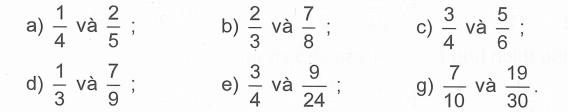 a) 1/4 và 2/5 ; b) 2/3 và 7/8 ; c) 3/4 và 5/6 ;
d) 1/3 và 7/9 ; e) 3/4 và 9/24 ; g) 7/10 và 19/30 .